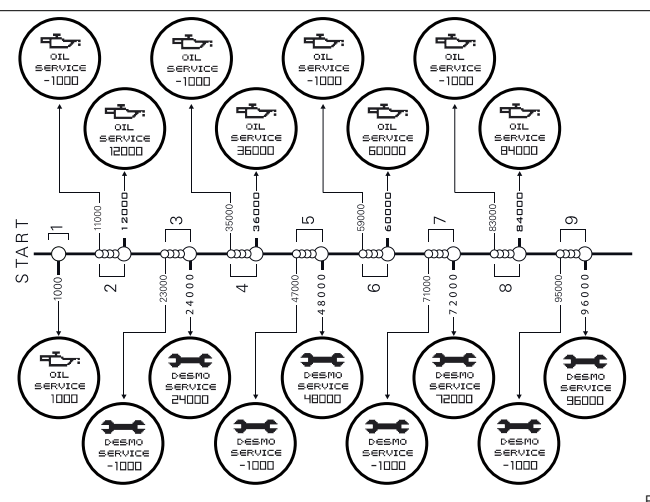 OIL
SERVICE
-1000
OIL
SERVICE
-1000
OIL
SERVICE
-1000
OIL
SERVICE
-1000
OIL
SERVICE
12000
OIL
SERVICE
36000
OIL
SERVICE
60000
OIL
SERVICE
84000
START
1
3
5
7
9
11000
12000
35000
36000
59000
60000
83000
84000
2
4
6
8
1000
23000
24000
47000
48000
71000
72000
95000
96000
OIL
SERVICE
1000
DESMO
SERVICE
24000
DESMO
SERVICE
48000
DESMO
SERVICE
72000
DESMO
SERVICE
96000
DESMO
SERVICE
-1000
DESMO
SERVICE
-1000
DESMO
SERVICE
-1000
DESMO
SERVICE
-1000